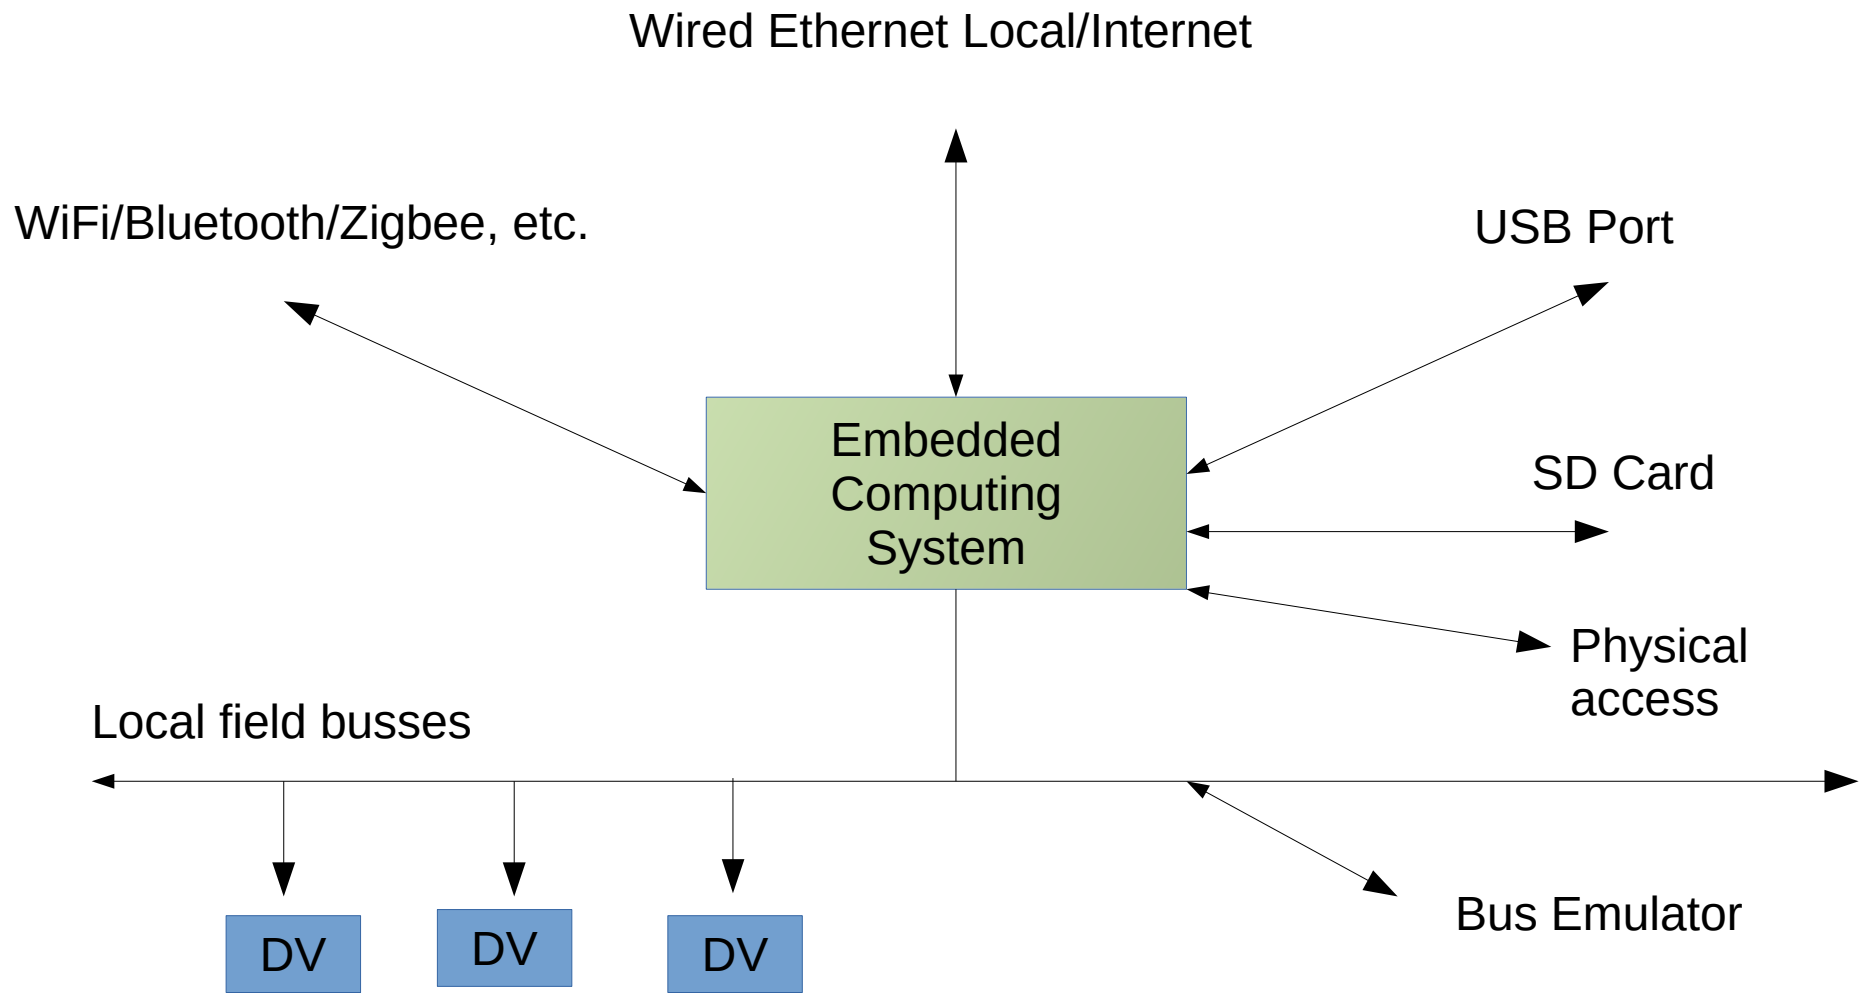 Wired Ethernet Local/Internet
WiFi/Bluetooth/Zigbee, etc.
USB Port
Embedded
Computing
System
SD Card
Physical
access
Local field busses
DV
DV
DV
Bus Emulator